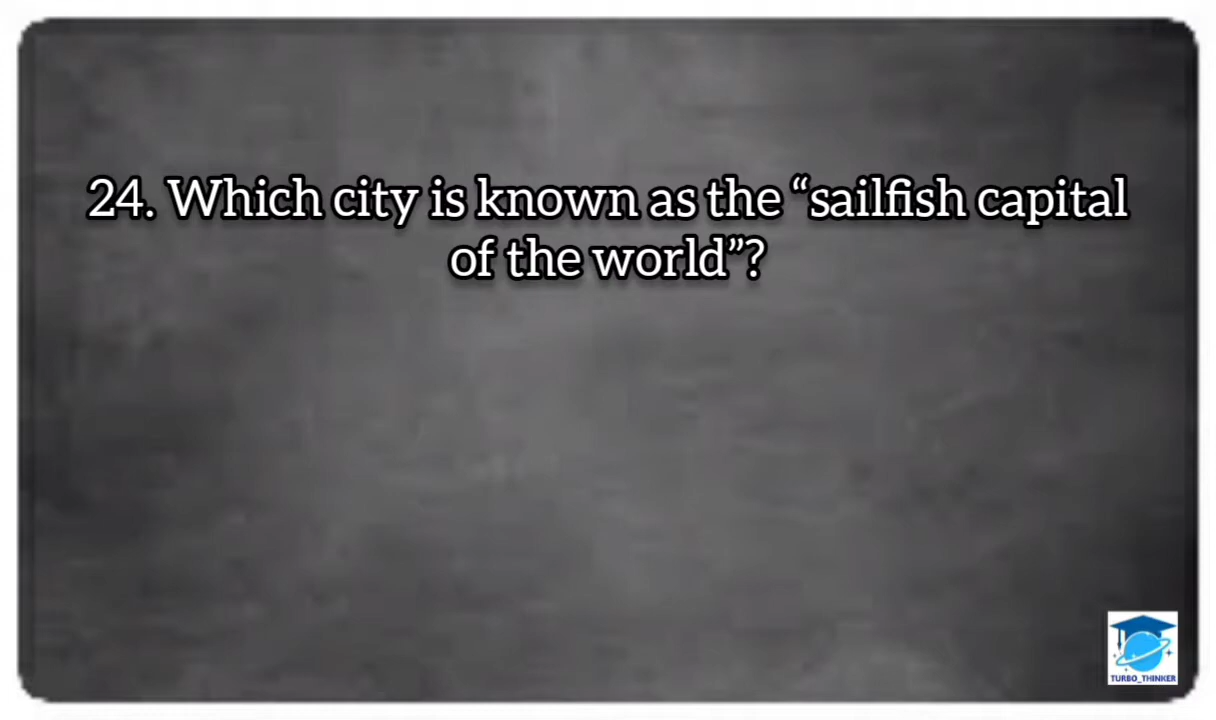 24. Which city is known as the “sailfish capital
of the world”?
TURBO_THINKER